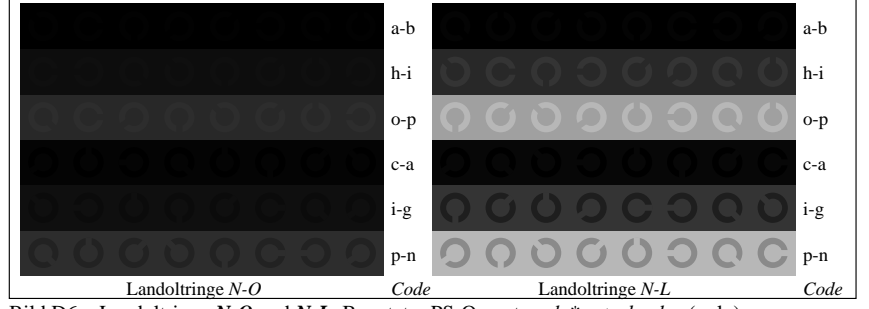 a-b a-b
h-i h-i
o-p o-p
c-a c-a
i-g i-g
p-n p-n
Landoltringe N-O Code Landoltringe N-L Code